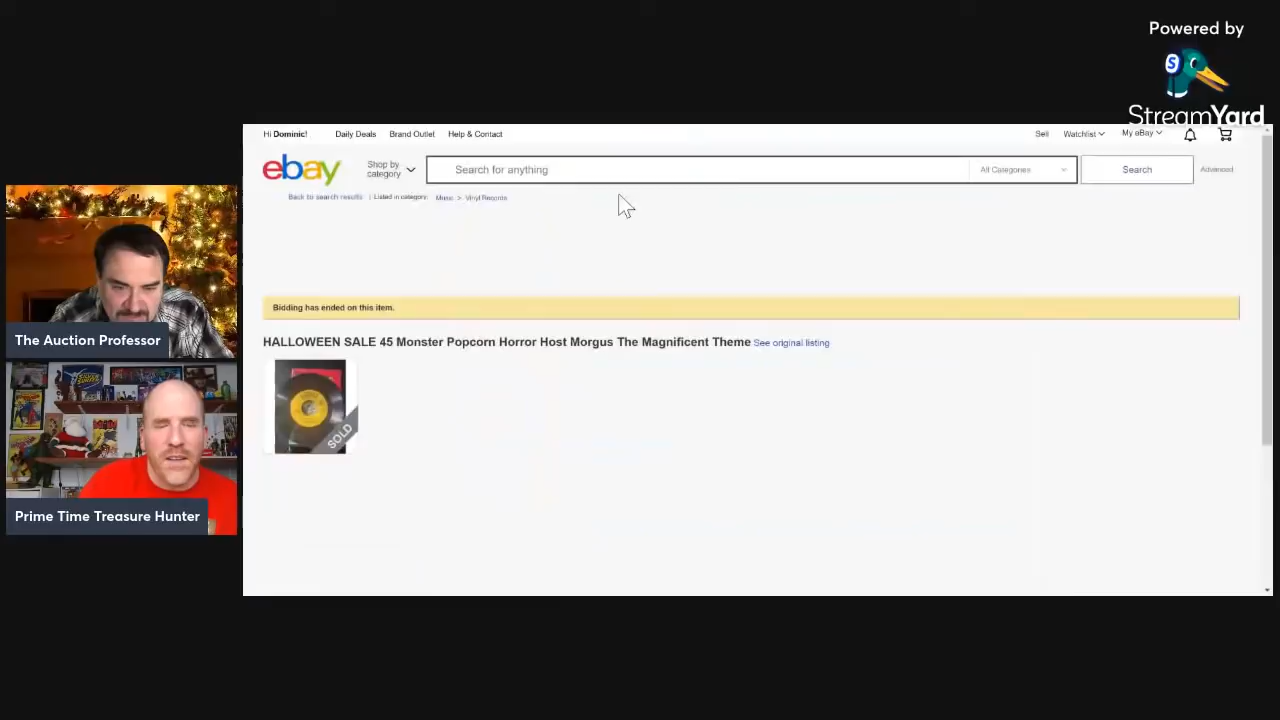 Powered by
StreamYard
Hi Dominic!
Daily Deals
Brand Outlet
Help & Contact
Sell
Watchlist
My eBay
ebay
Shop by
category
Search for anything
All Categories
Search
Advanced
Back to search results
| Listed in category:
Music > Vinyl Records
Bidding has ended on this item.
HALLOWEEN SALE 45 Monster Popcorn Horror Host Morgus The Magnificent Theme See original listing
SOLD
The Auction Professor
Prime Time Treasure Hunter